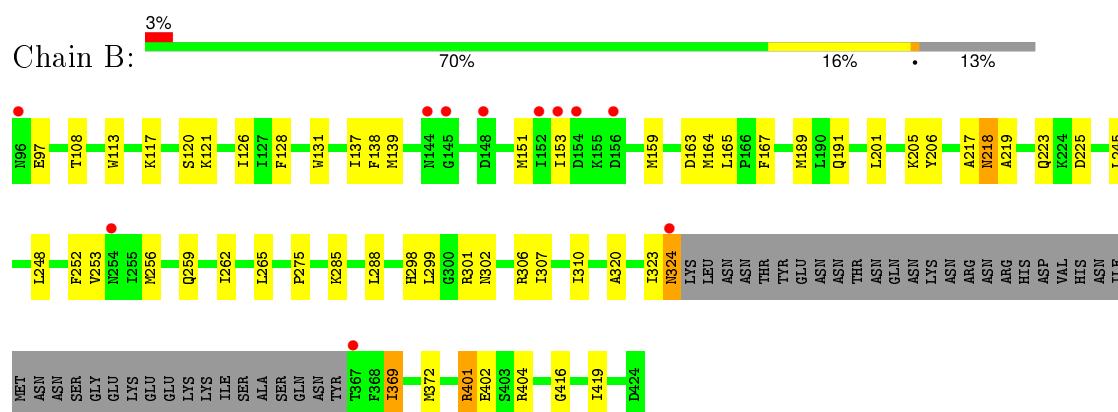 3%
Chain B:
70% 16% • 13%
N96 E97 T108 W113 K117 S120 K121 I126 I127 F128 W131 I137 F138 M139 N144 G145 D148 M151 I152 I153 D154 K155 D156 M159 D163 M164 L165 P166 F167 M189 L190 Q191 L201 K205 Y206 A217 N218 A219 Q223 K224 D225
L248 F252 V253 N254 I255 M256 Q259 I262 L265 P275 K285 L288 H298 L299 G300 R301 N302 R306 I307 I310 A320 I323 N324 LYS LEU ASN ASN THR TYR GLU ASN ASN THR ASN GLN LYS ASN ARG ASN ARG HIS ASP VAL HIS ASN
MET ASN ASN SER GLY GLU LYS GLU GLU LYS LYS ILE SER ALA SER GLN ASN TYR T367 F368 I369 M372 R401 E402 S403 R404 G416 I419 D424